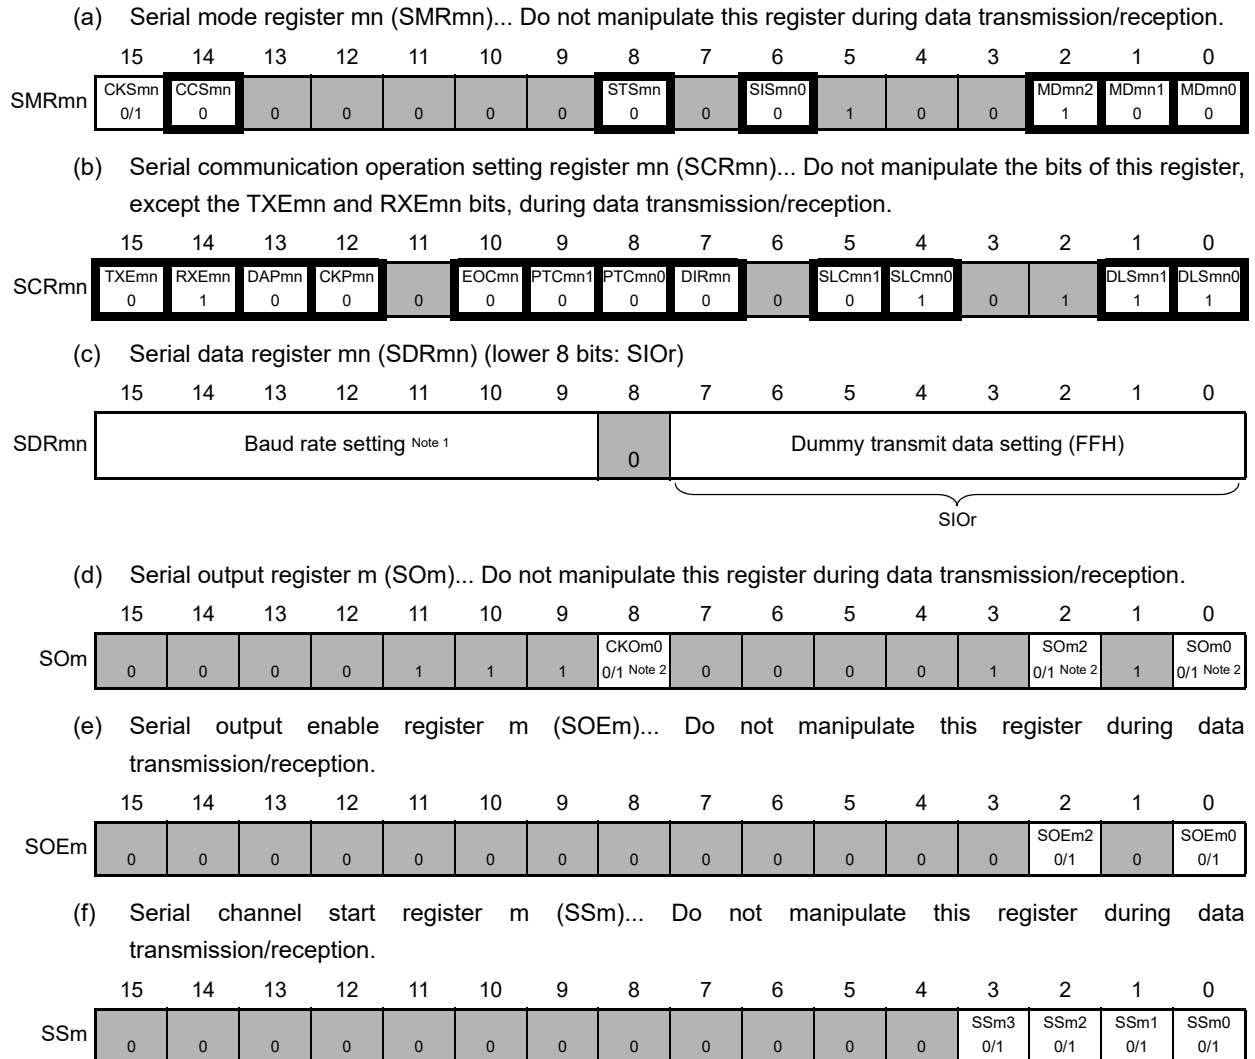 (a) Serial mode register mn (SMRmn)... Do not manipulate this register during data transmission/reception.
15 14 13 12 11 10 9 8 7 6 5 4 3 2 1 0
CKSmn CCSmn STSmn SISmn0 MDmn2 MDmn1 MDmn0
SMRmn 0/1 0 0 0 0 0 0 0 0 0 1 0 0 1 0 0
(b) Serial communication operation setting register mn (SCRmn)... Do not manipulate the bits of this register,
except the TXEmn and RXEmn bits, during data transmission/reception.
15 14 13 12 11 10 9 8 7 6 5 4 3 2 1 0
TXEmn RXEmn DAPmn CKPmn EOCmn PTCmn1 PTCmn0 DIRmn SLCmn1 SLCmn0 DLSmn1 DLSmn0
SCRmn 0 1 0 0 0 0 0 0 0 0 0 1 0 1 1 1
(c) Serial data register mn (SDRmn) (lower 8 bits: SIOr)
15 14 13 12 11 10 9 8 7 6 5 4 3 2 1 0
SDRmn Baud rate setting Note 1 0 Dummy transmit data setting (FFH)
SIOr
(d) Serial output register m (SOm)... Do not manipulate this register during data transmission/reception.
15 14 13 12 11 10 9 8 7 6 5 4 3 2 1 0
CKOm0 SOm2 SOm0
SOm 0 0 0 0 1 1 1 0/1 Note 2 0 0 0 0 1 0/1 Note 2 1 0/1 Note 2
(e) Serial output enable register m (SOEm)... Do not manipulate this register during data
transmission/reception.
15 14 13 12 11 10 9 8 7 6 5 4 3 2 1 0
SOEm2 SOEm0
SOEm 0 0 0 0 0 0 0 0 0 0 0 0 0 0/1 0 0/1
(f) Serial channel start register m (SSm)... Do not manipulate this register during data
transmission/reception.
15 14 13 12 11 10 9 8 7 6 5 4 3 2 1 0
SSm3 SSm2 SSm1 SSm0
SSm 0 0 0 0 0 0 0 0 0 0 0 0 0/1 0/1 0/1 0/1